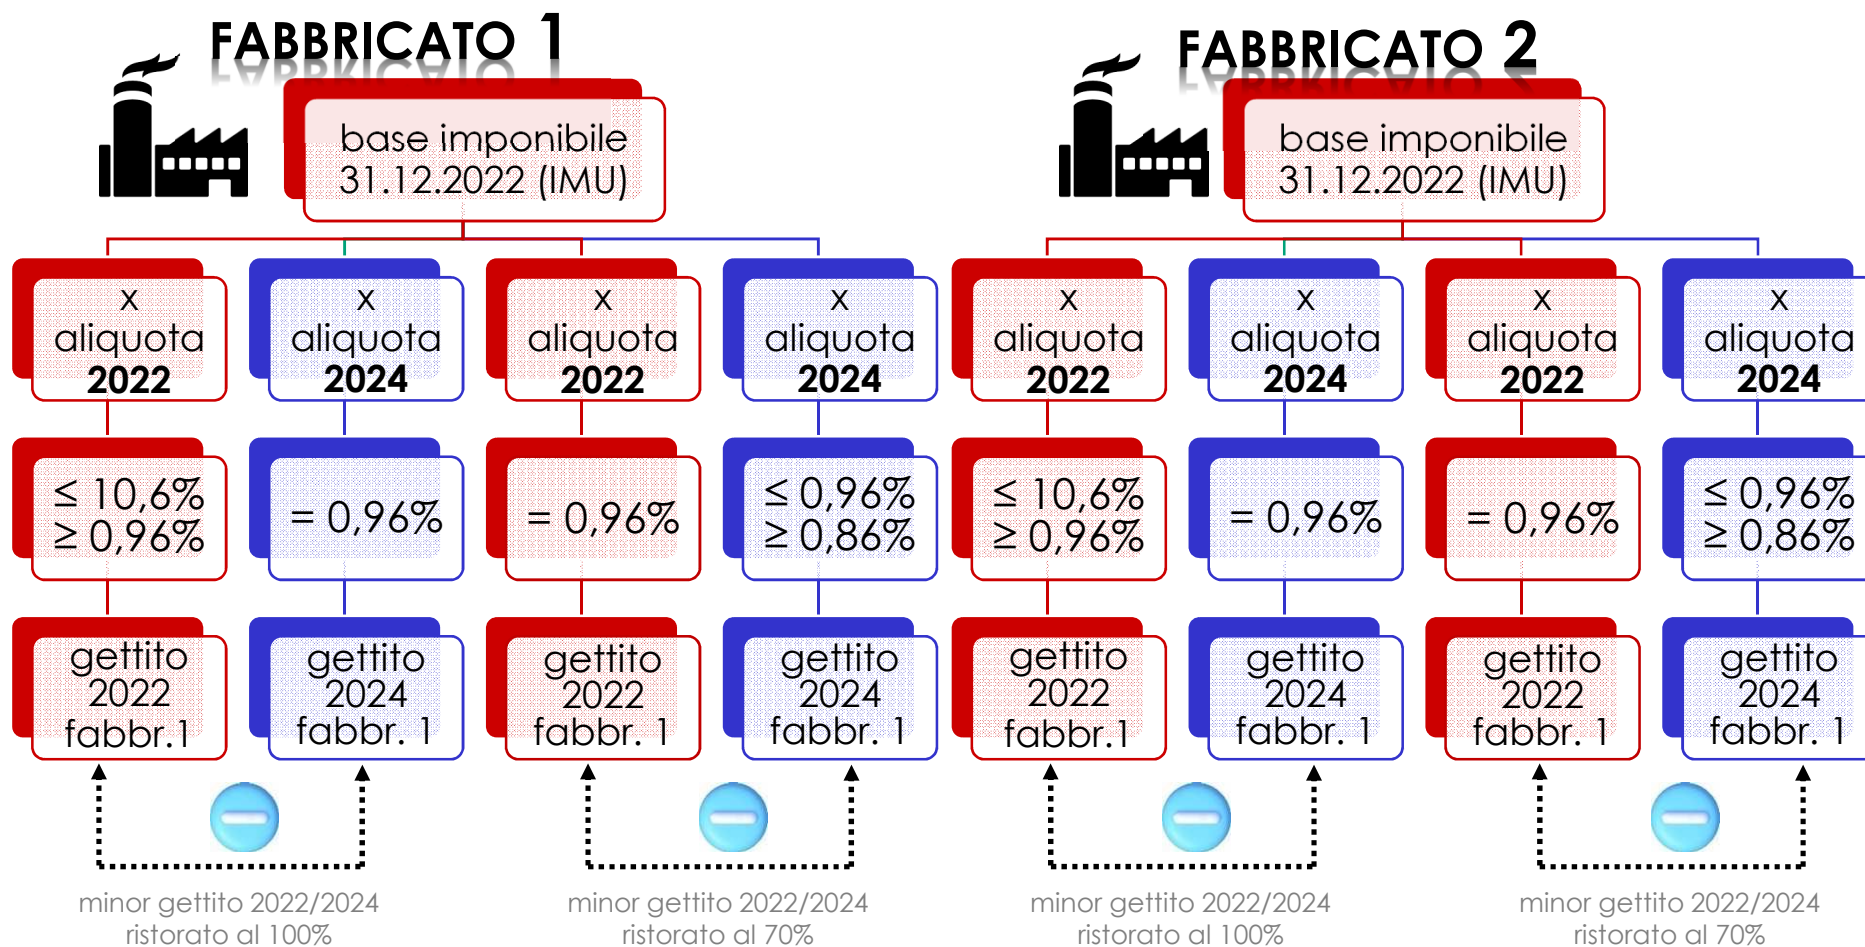 FABBRICATO 1
base imponibile
31.12.2022 (IMU)
x
aliquota
2022
x
aliquota
2024
x
aliquota
2022
x
aliquota
2024
≤ 10,6%
≥ 0,96%
= 0,96%
= 0,96%
≤ 0,96%
≥ 0,86%
gettito
2022
fabbr.1
gettito
2024
fabbr. 1
gettito
2022
fabbr. 1
gettito
2024
fabbr. 1
minor gettito 2022/2024
ristorato al 100%
minor gettito 2022/2024
ristorato al 70%
FABBRICATO 2
base imponibile
31.12.2022 (IMU)
x
aliquota
2022
x
aliquota
2024
x
aliquota
2022
x
aliquota
2024
≤ 10,6%
≥ 0,96%
= 0,96%
= 0,96%
≤ 0,96%
≥ 0,86%
gettito
2022
fabbr.1
gettito
2024
fabbr. 1
gettito
2022
fabbr. 1
gettito
2024
fabbr. 1
minor gettito 2022/2024
ristorato al 100%
minor gettito 2022/2024
ristorato al 70%